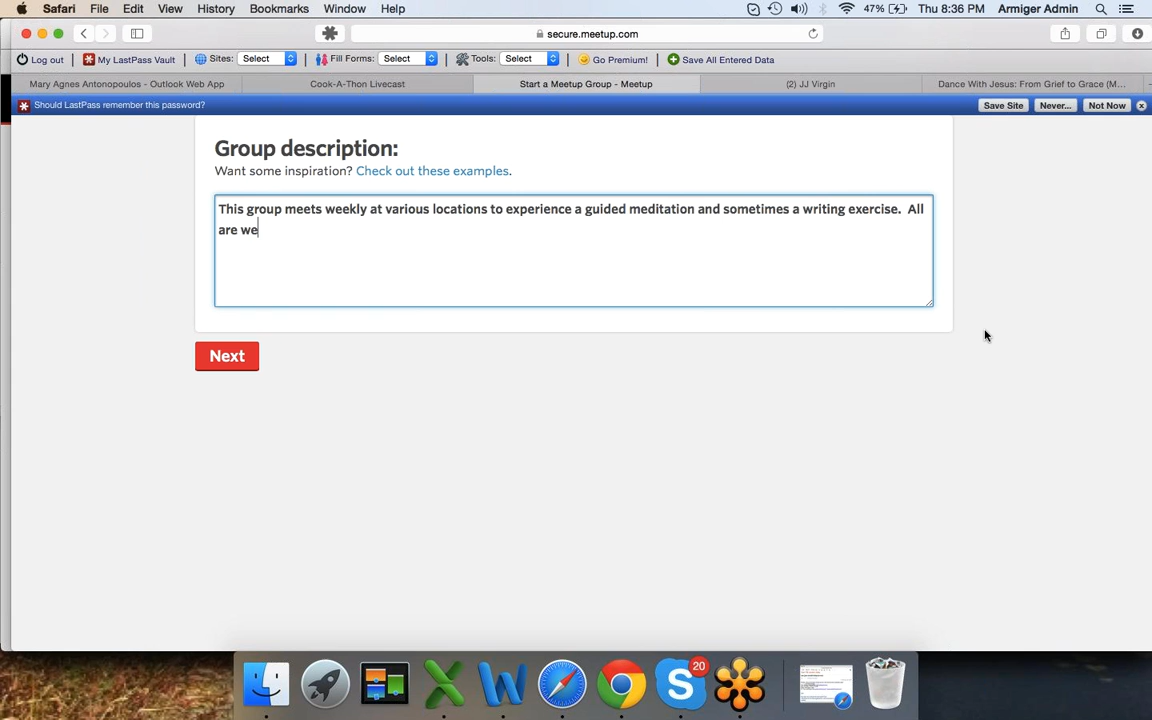 Safari File Edit View History Bookmarks Window Help 47% Thu 8:36 PM Armiger Admin
secure.meetup.com
Log out My LastPass Vault Sites: Select Fill Forms: Select Tools: Select Go Premium! Save All Entered Data
Mary Agnes Antonopoulos - Outlook Web App Cook-A-Thon Livecast Start a Meetup Group - Meetup (2) JJ Virgin Dance With Jesus: From Grief to Grace (M...
Should LastPass remember this password? Save Site Never... Not Now
Group description:
Want some inspiration? Check out these examples.
This group meets weekly at various locations to experience a guided meditation and sometimes a writing exercise. All
are we
Next
20